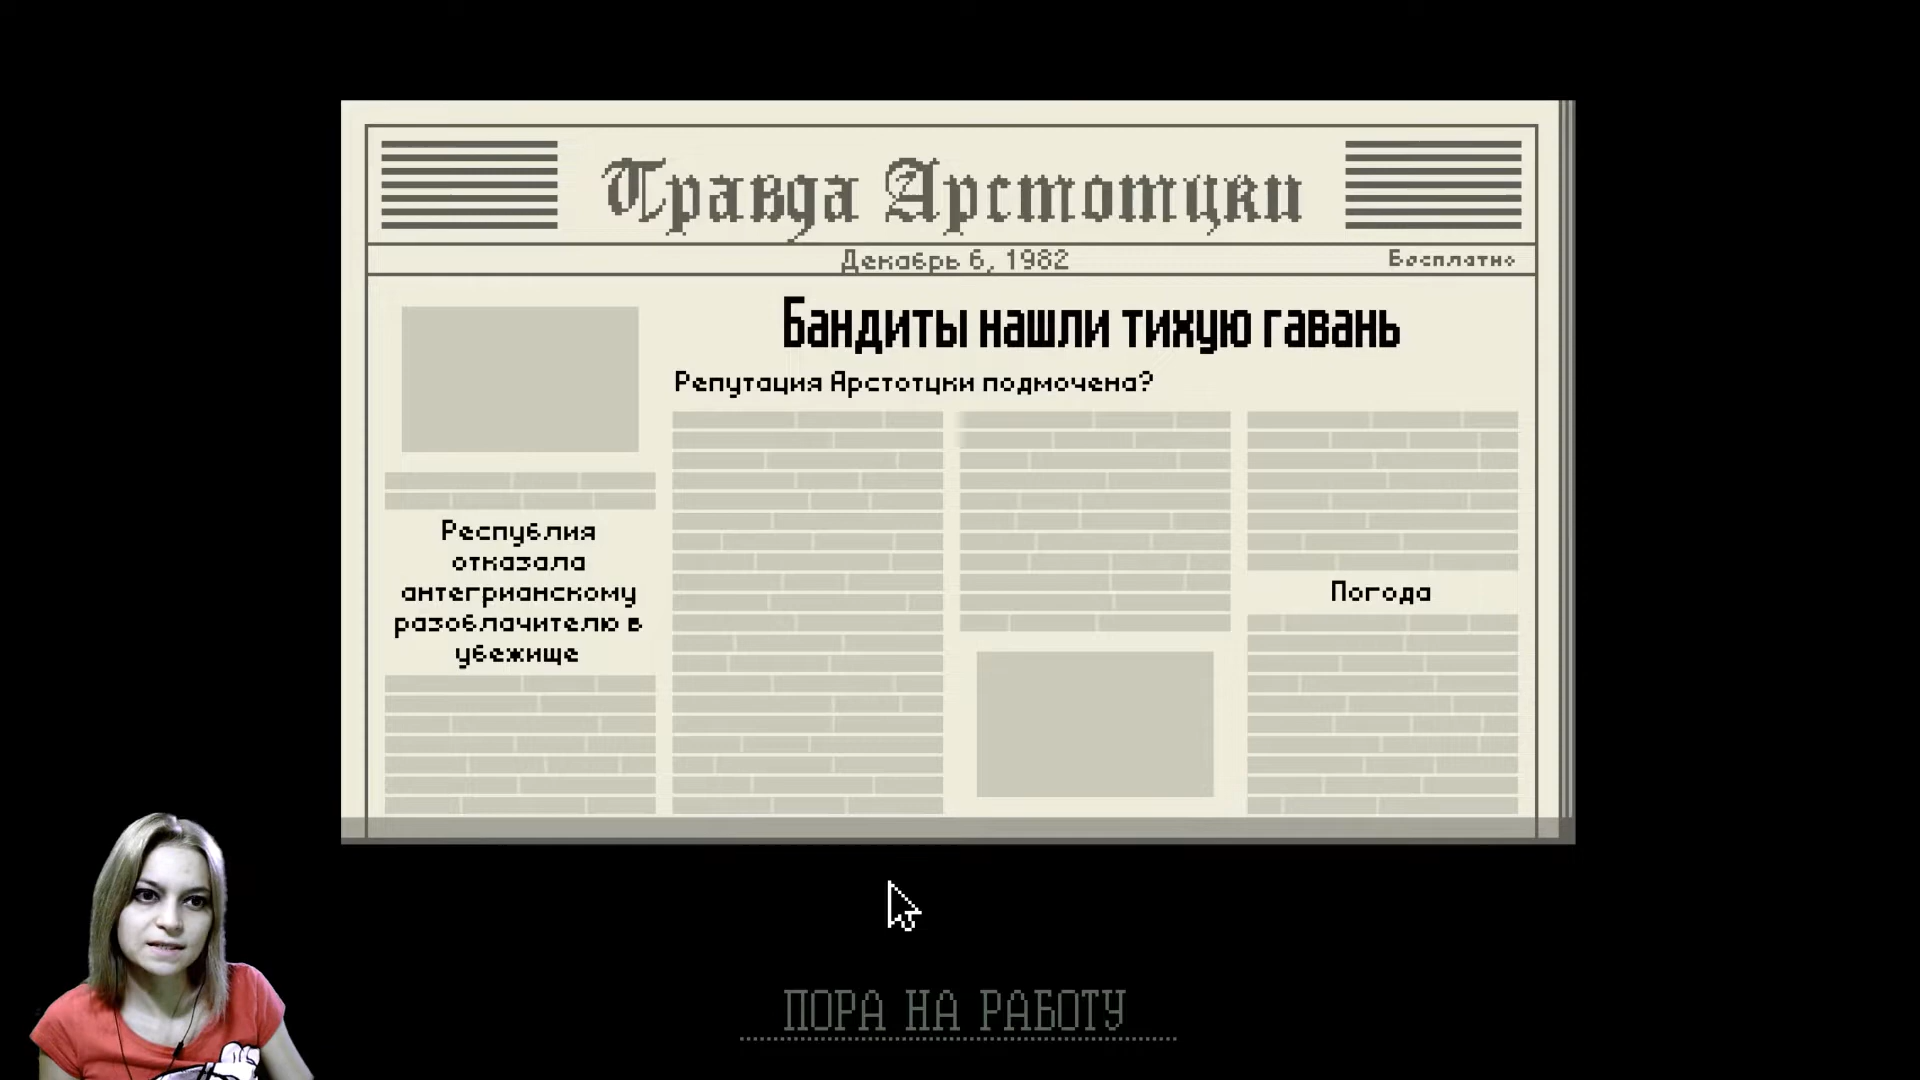 Правда Арстотцки
Декабрь 6, 1982
Бесплатно
Бандиты нашли тихую гавань
Репутация Арстотцки подмочена?
Республия
отказала
антегрианскому
разоблачителю в
убежище
Погода
ПОРА НА РАБОТУ